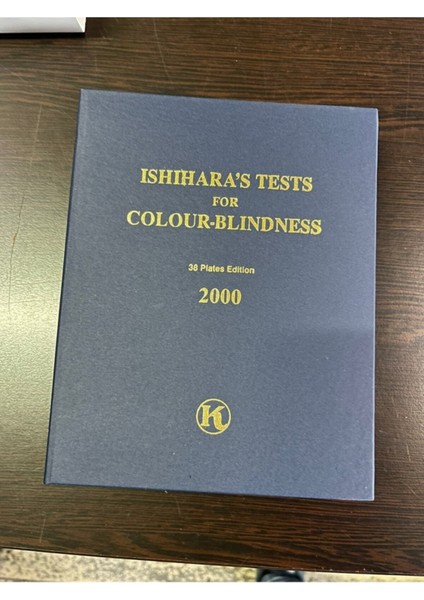 ISHIHARA'S TESTS
FOR
COLOUR-BLINDNESS
38 Plates Edition
2000
K